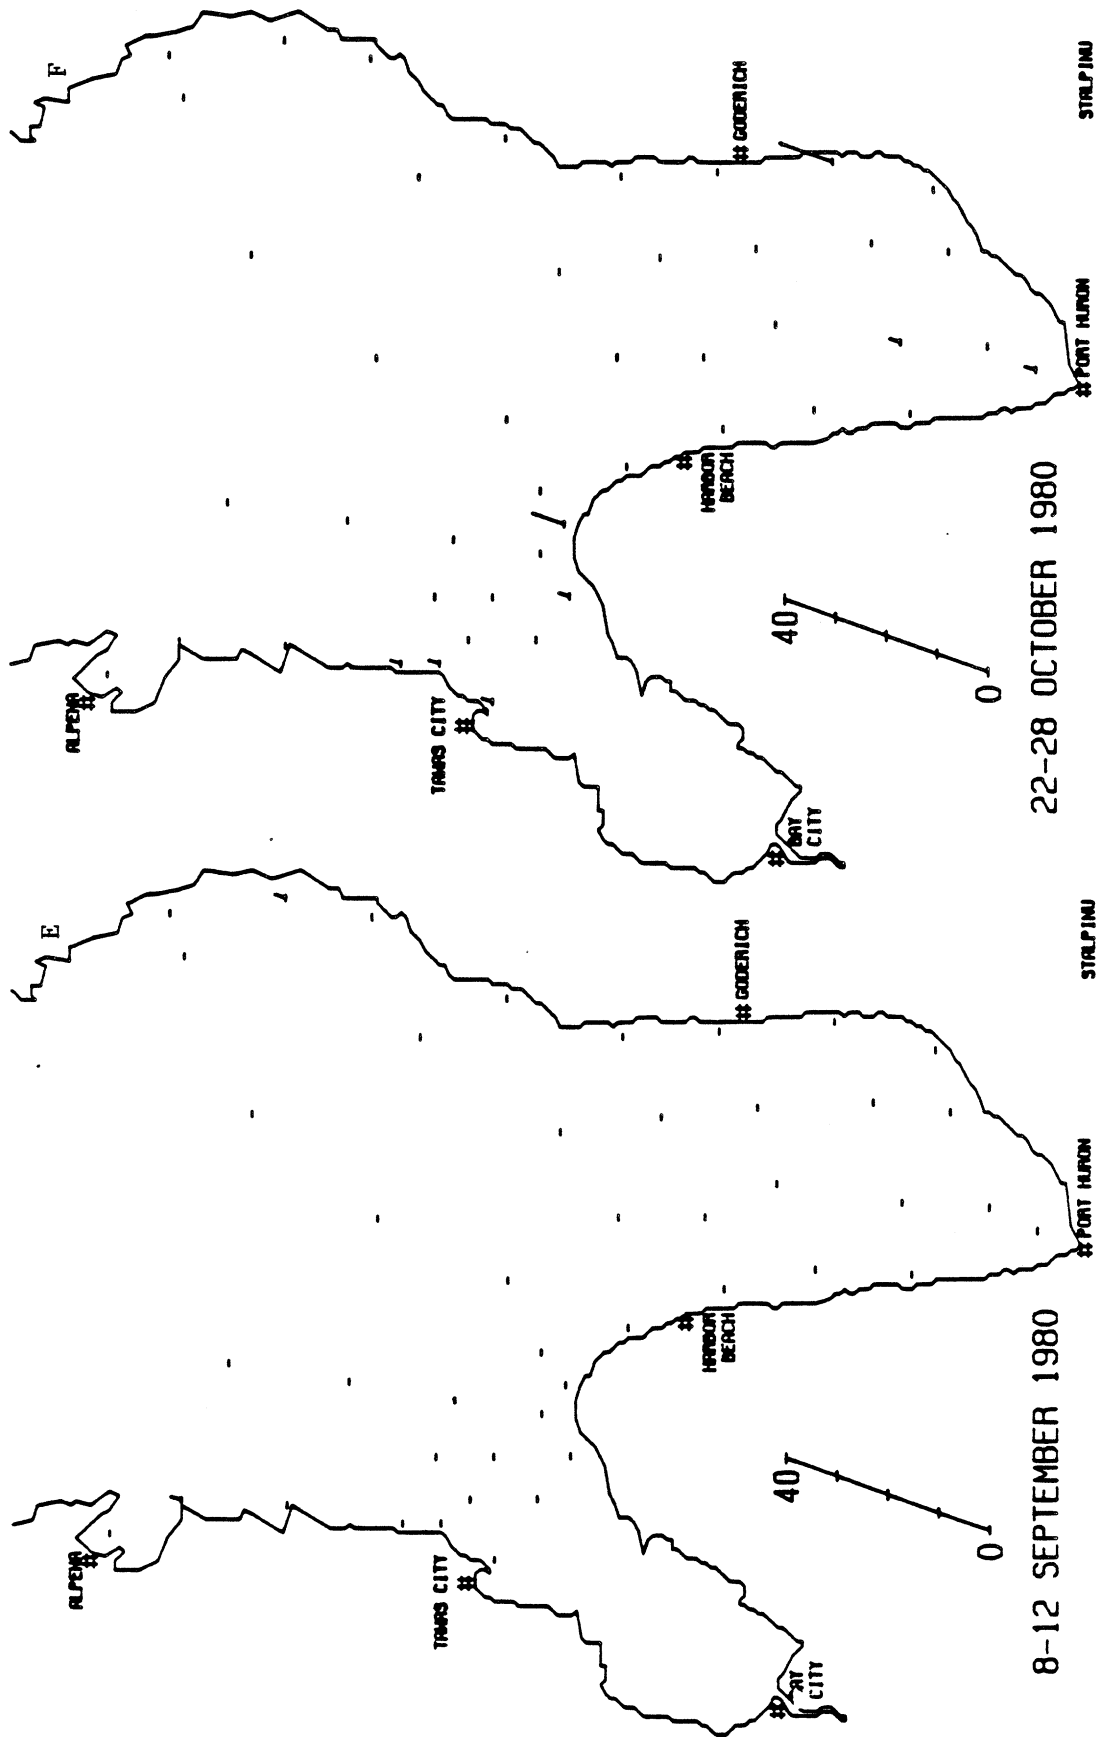 F
ALPENA
#
TAWAS CITY
#
# GODERICH
#
HARBOR
BEACH
#
BAY
CITY
# PORT HURON
40
0
22-28 OCTOBER 1980
STALPINU
E
ALPENA
#
TAWAS CITY
#
# GODERICH
#
HARBOR
BEACH
#
AY
CITY
# PORT HURON
40
0
8-12 SEPTEMBER 1980
STALPINU